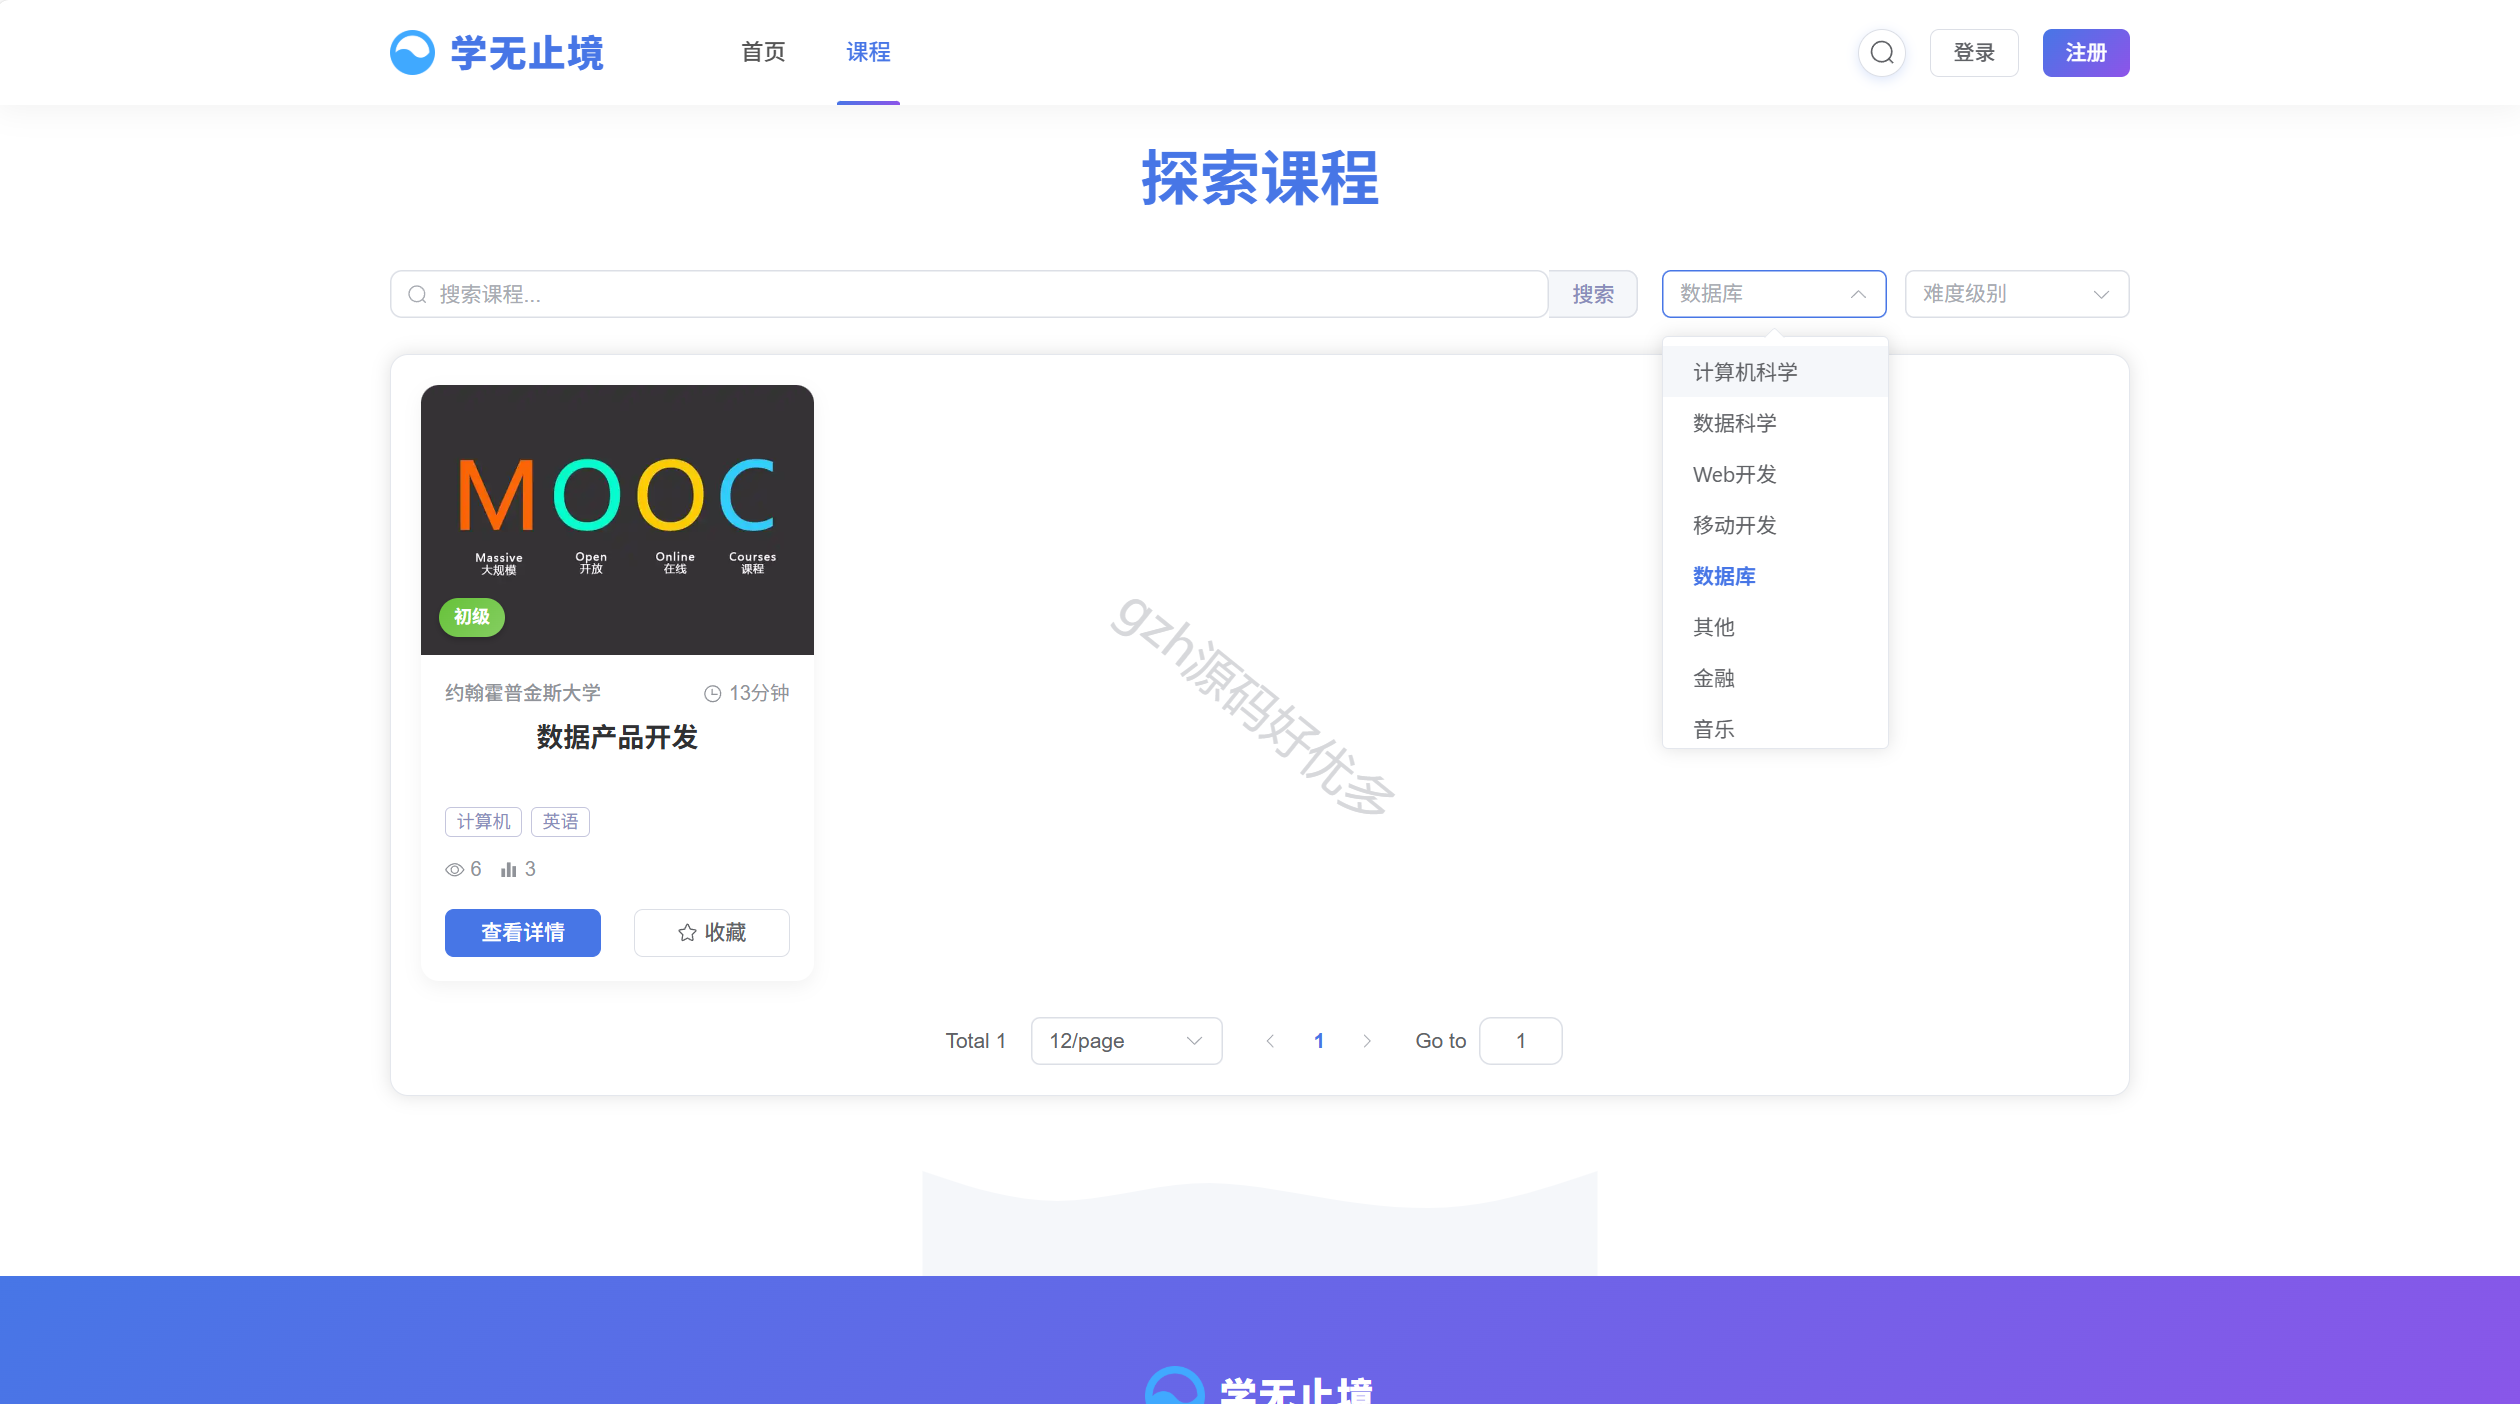 学无止境
首页
课程
登录
注册
探索课程
搜索课程...
搜索
数据库
难度级别
计算机科学
数据科学
Web开发
移动开发
数据库
其他
金融
音乐
MOOC
Massive Open Online Courses
大规模 开放 在线 课程
初级
约翰霍普金斯大学
13分钟
数据产品开发
计算机
英语
6
3
查看详情
收藏
gzh源码好优多
Total 1
12/page
1
Go to
1
学无止境